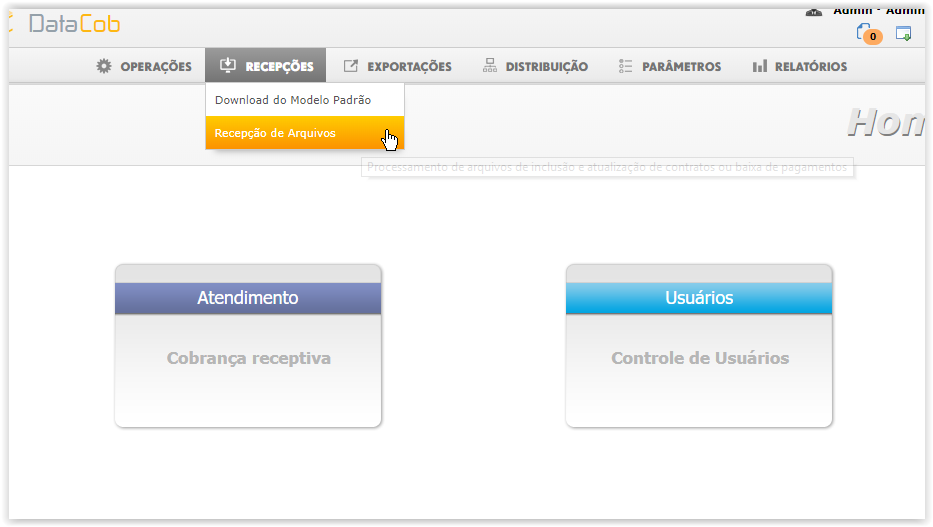 DataCob
Admin - Admin
0
OPERAÇÕES RECEPÇÕES EXPORTAÇÕES DISTRIBUIÇÃO PARÂMETROS RELATÓRIOS
Download do Modelo Padrão
Recepção de Arquivos
Hom
Processamento de arquivos de inclusão e atualização de contratos ou baixa de pagamentos
Atendimento
Cobrança receptiva
Usuários
Controle de Usuários